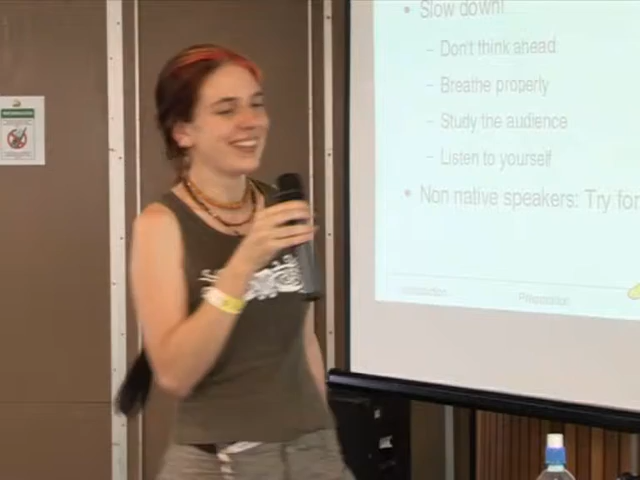 • Slow down!
– Don't think ahead
– Breathe properly
– Study the audience
– Listen to yourself
• Non native speakers: Try for
Introduction
Preparation